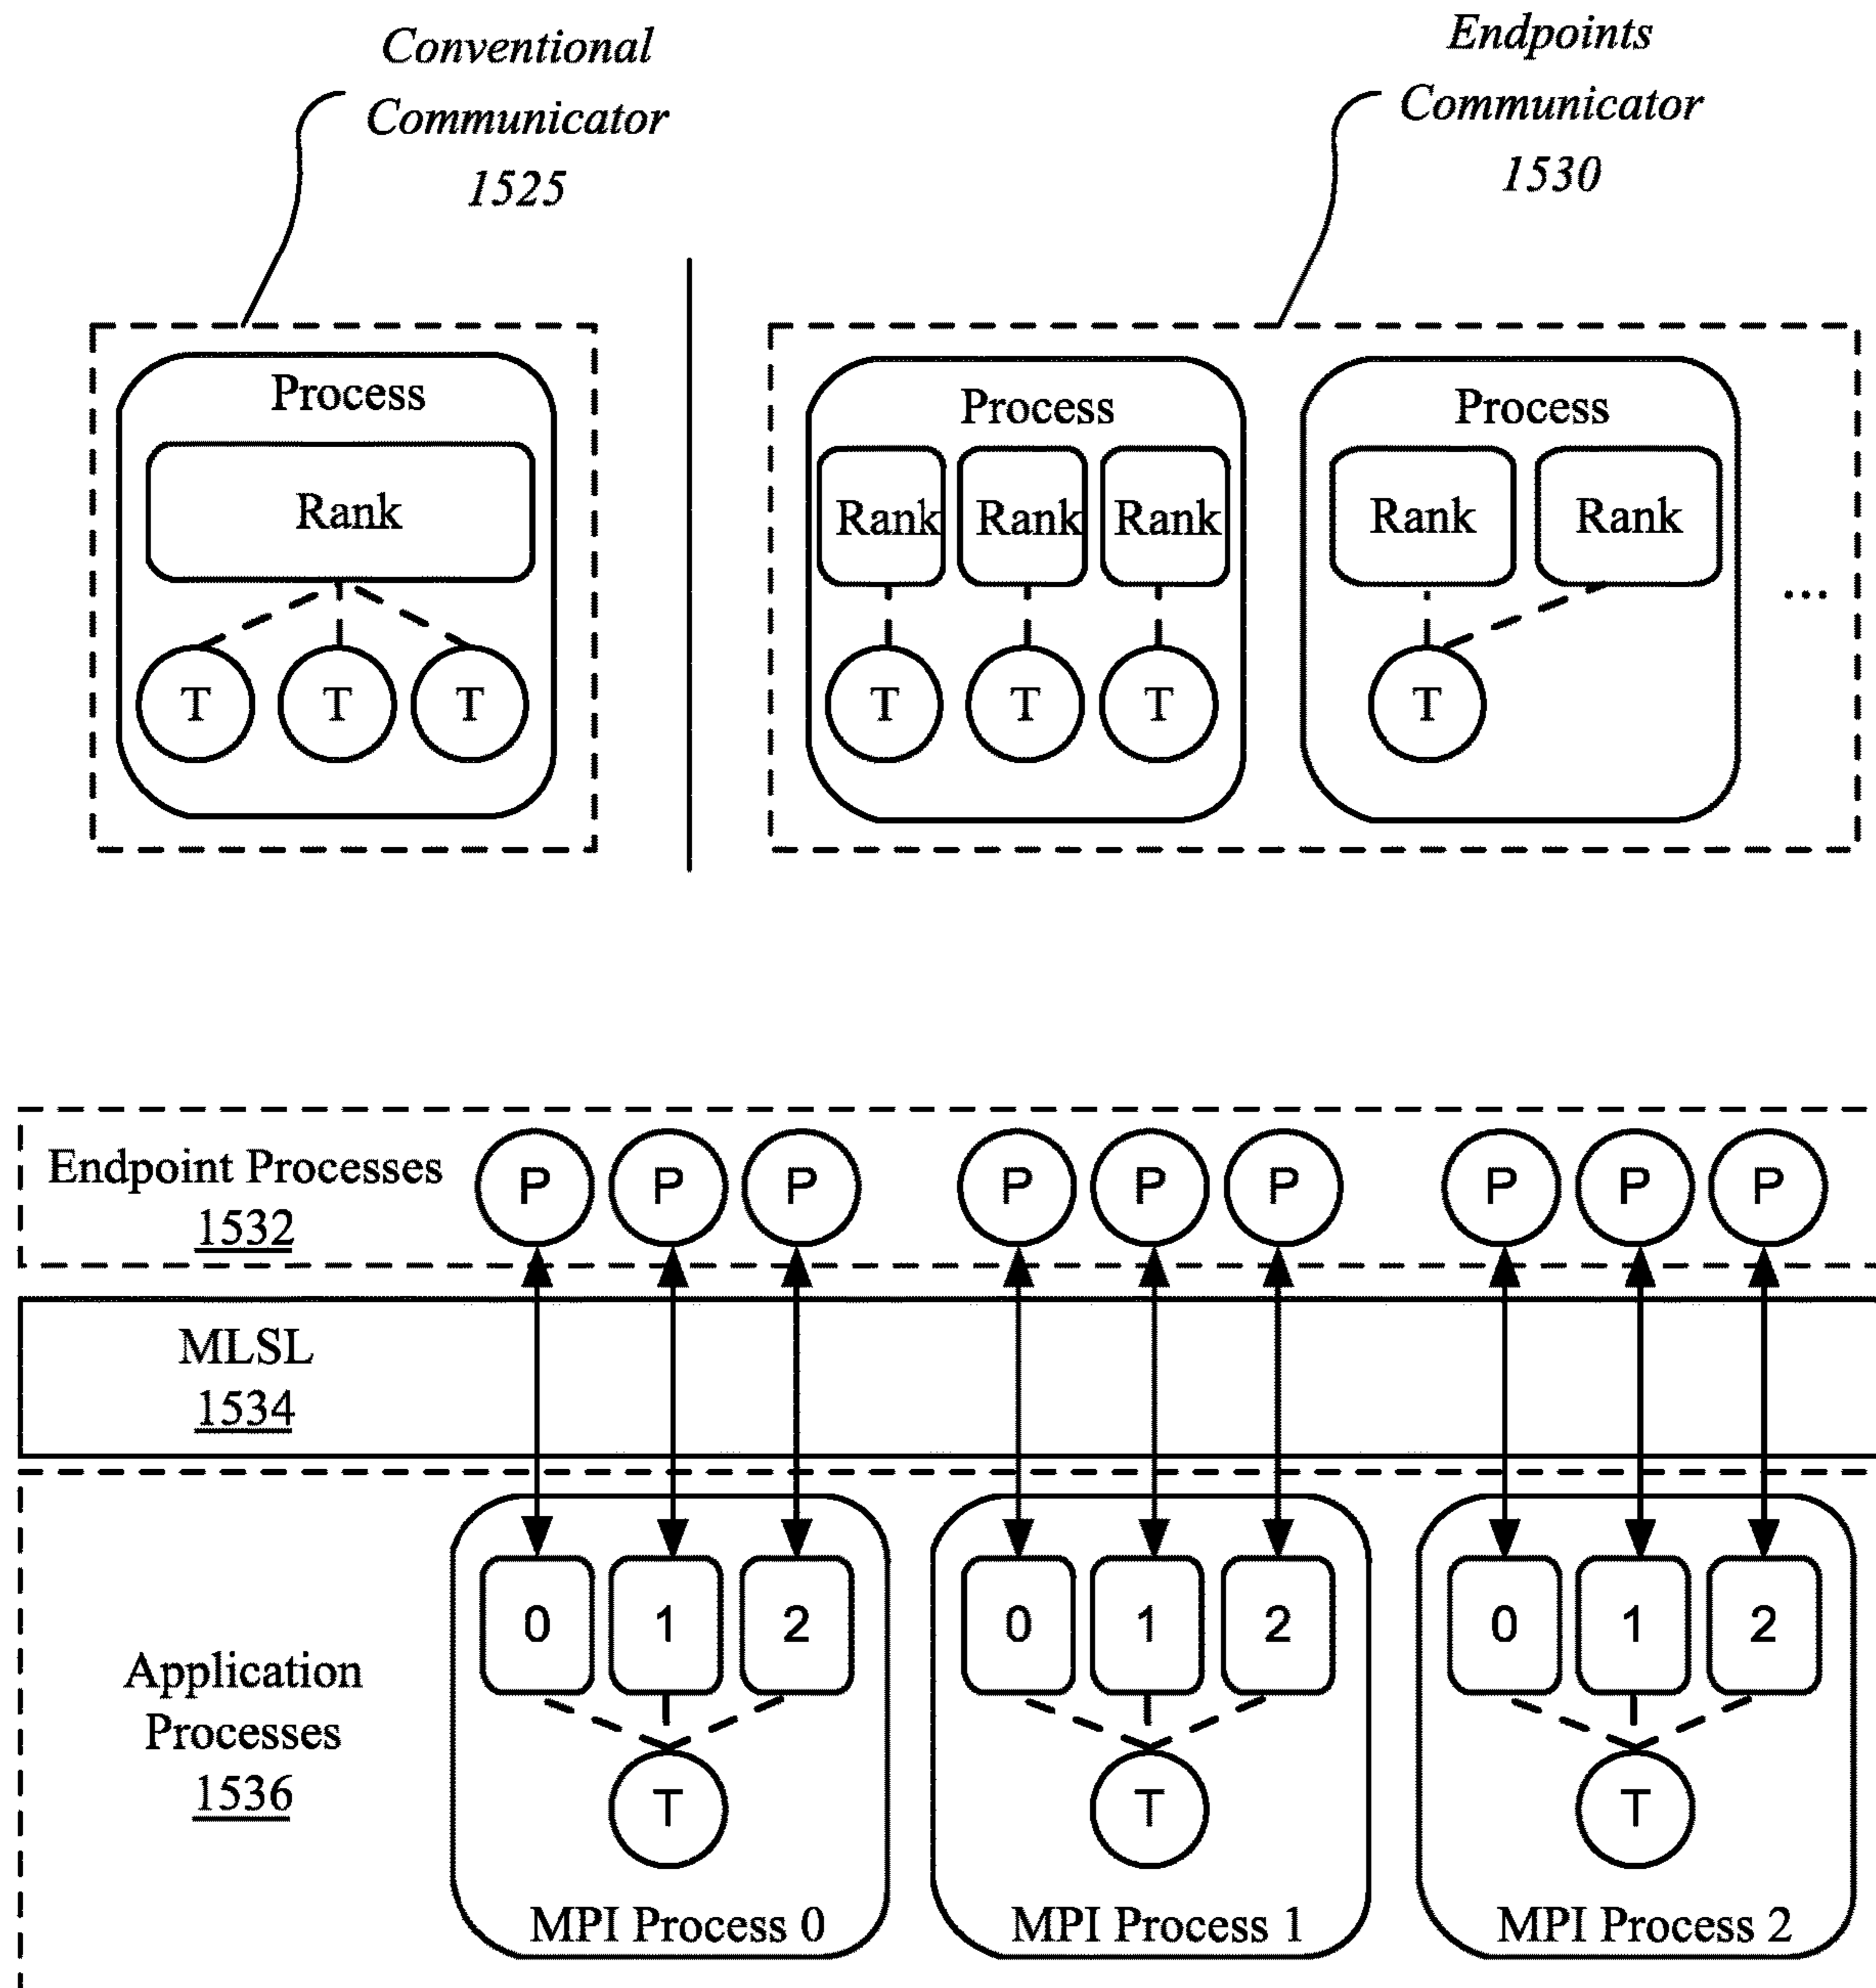 Conventional
Communicator
1525
Endpoints
Communicator
1530
Process
Rank
T T T
Process
Rank Rank Rank
T T T
Process
Rank Rank
T
...
Endpoint Processes
1532
P P P P P P P P P
MLSL
1534
Application
Processes
1536
0 1 2
T
MPI Process 0
0 1 2
T
MPI Process 1
0 1 2
T
MPI Process 2